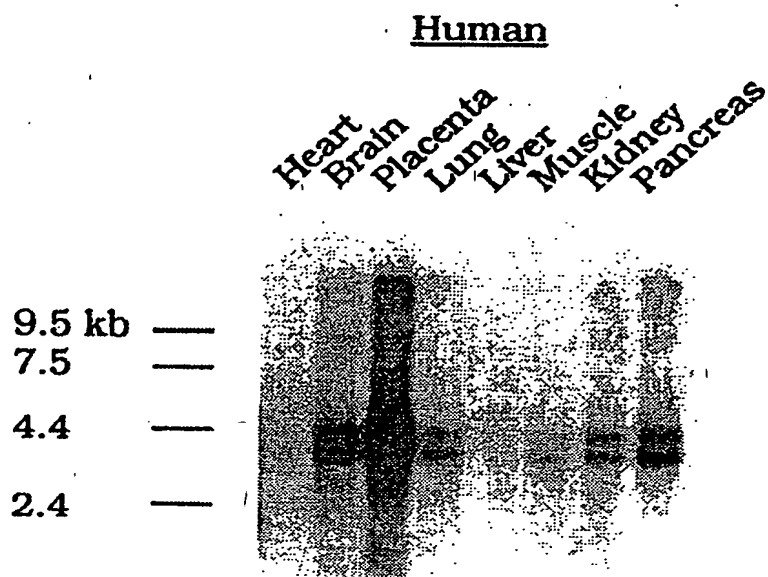 Human
Heart
Brain
Placenta
Lung
Liver
Muscle
Kidney
Pancreas
9.5 kb
7.5
4.4
2.4